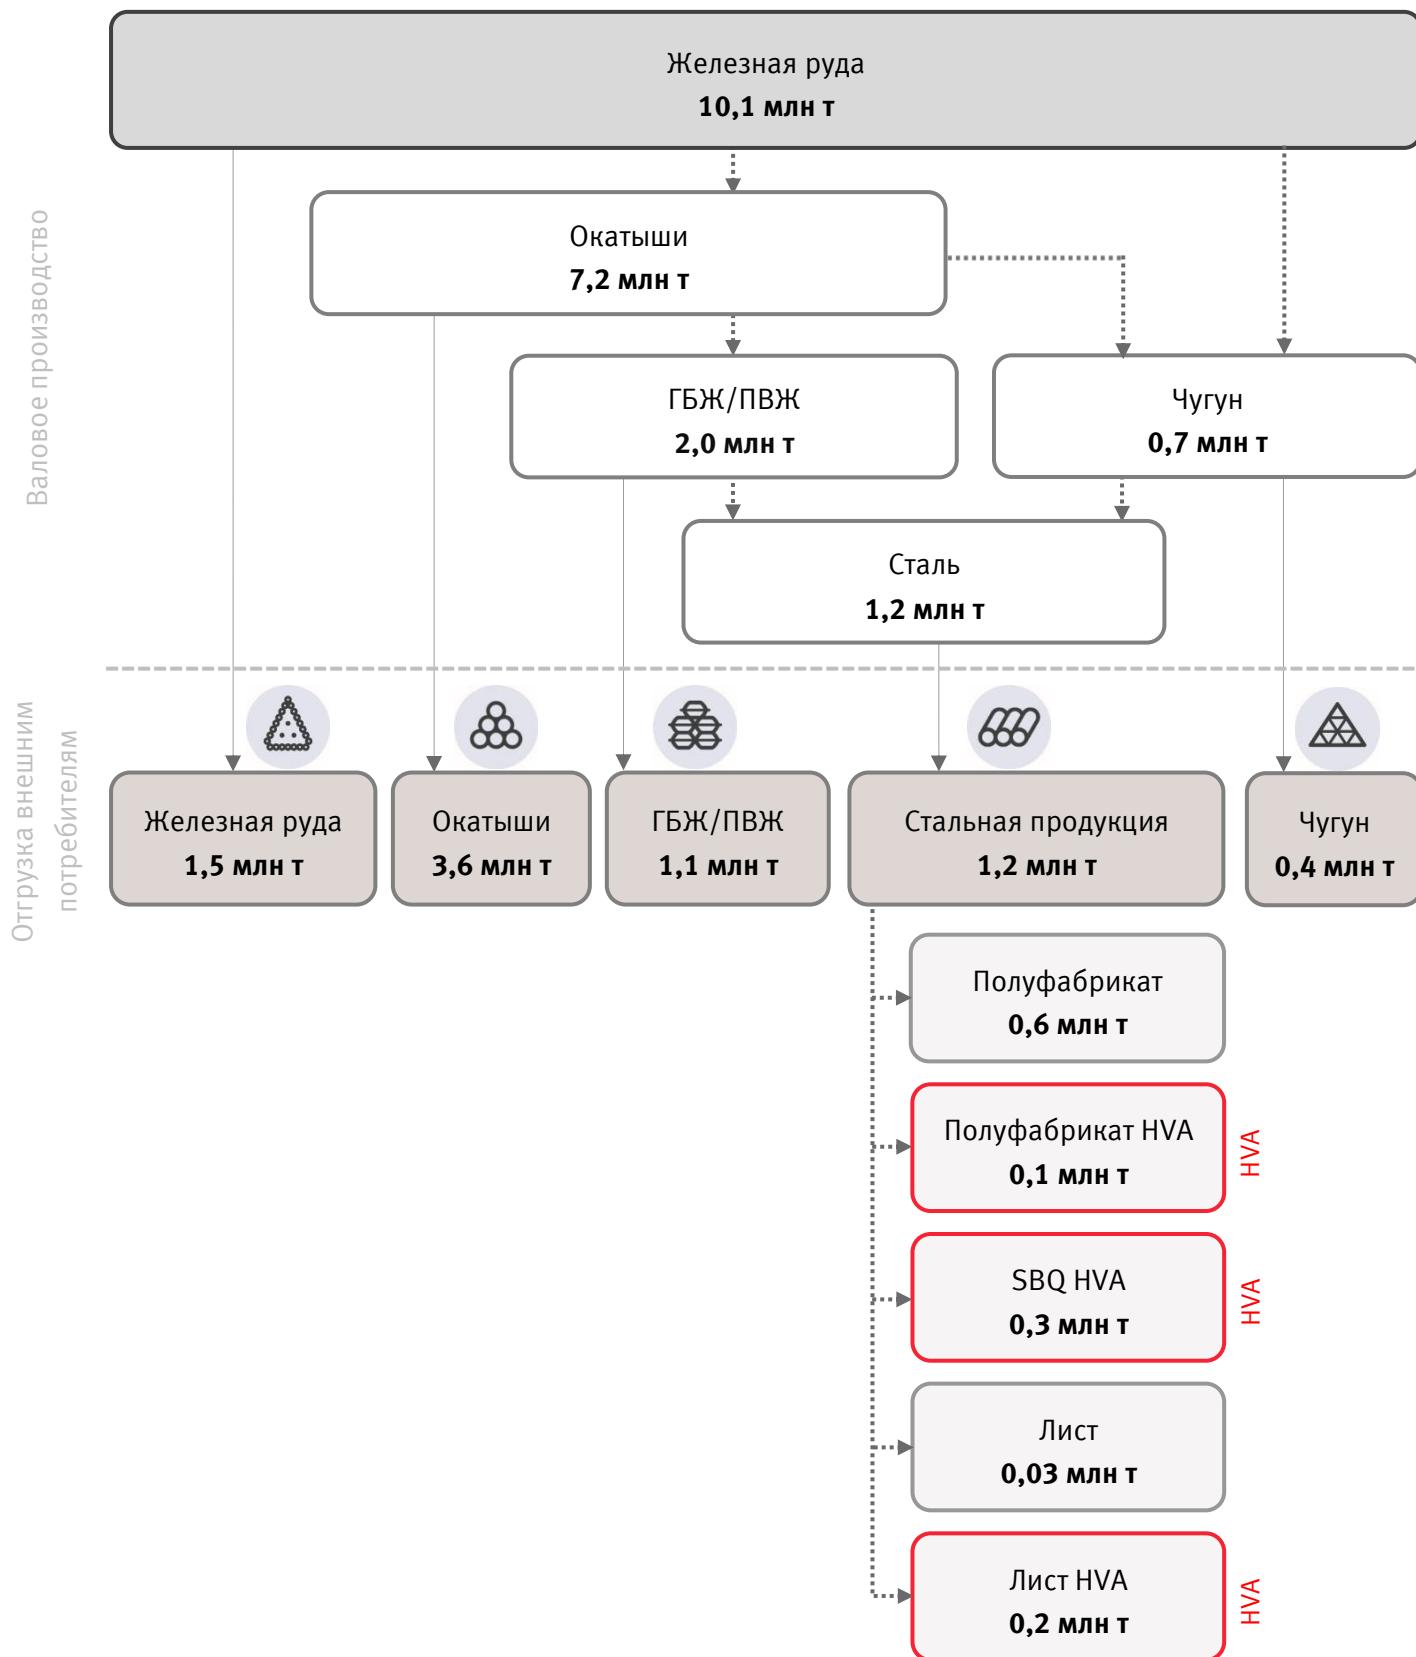 Железная руда
10,1 млн т
Валовое производство
Окатыши
7,2 млн т
ГБЖ/ПВЖ
2,0 млн т
Чугун
0,7 млн т
Сталь
1,2 млн т
Отгрузка внешним
потребителям
Железная руда
1,5 млн т
Окатыши
3,6 млн т
ГБЖ/ПВЖ
1,1 млн т
Стальная продукция
1,2 млн т
Чугун
0,4 млн т
Полуфабрикат
0,6 млн т
Полуфабрикат HVA
0,1 млн т
HVA
SBQ HVA
0,3 млн т
HVA
Лист
0,03 млн т
Лист HVA
0,2 млн т
HVA